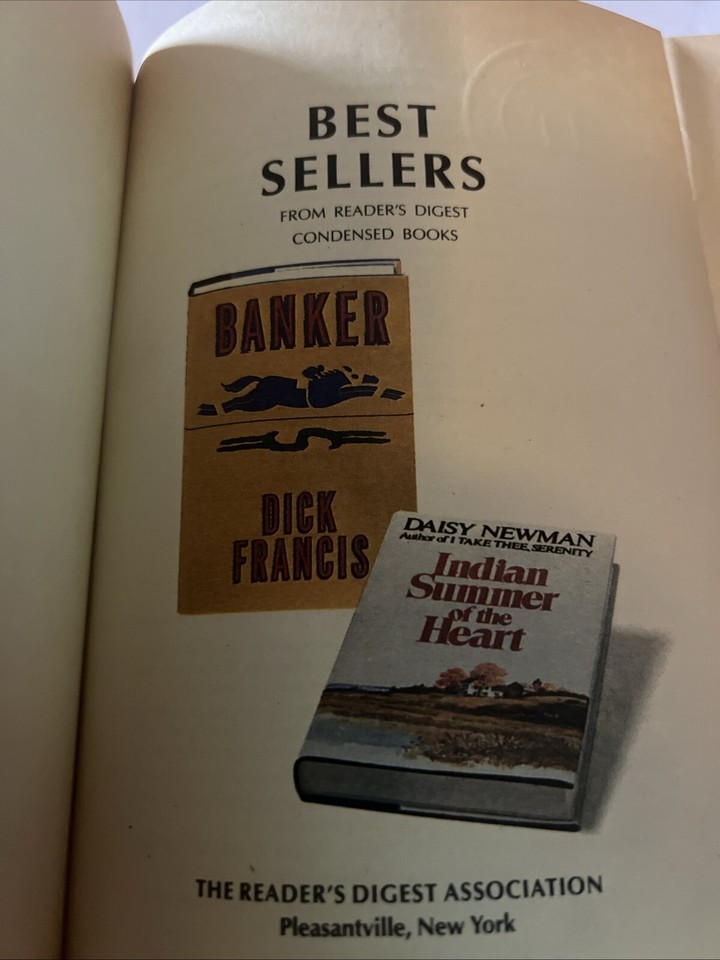 BEST
SELLERS
FROM READER'S DIGEST
CONDENSED BOOKS
BANKER
DICK
FRANCIS
DAISY NEWMAN
Author of I TAKE THEE, SERENITY
Indian
Summer
of the
Heart
THE READER'S DIGEST ASSOCIATION
Pleasantville, New York